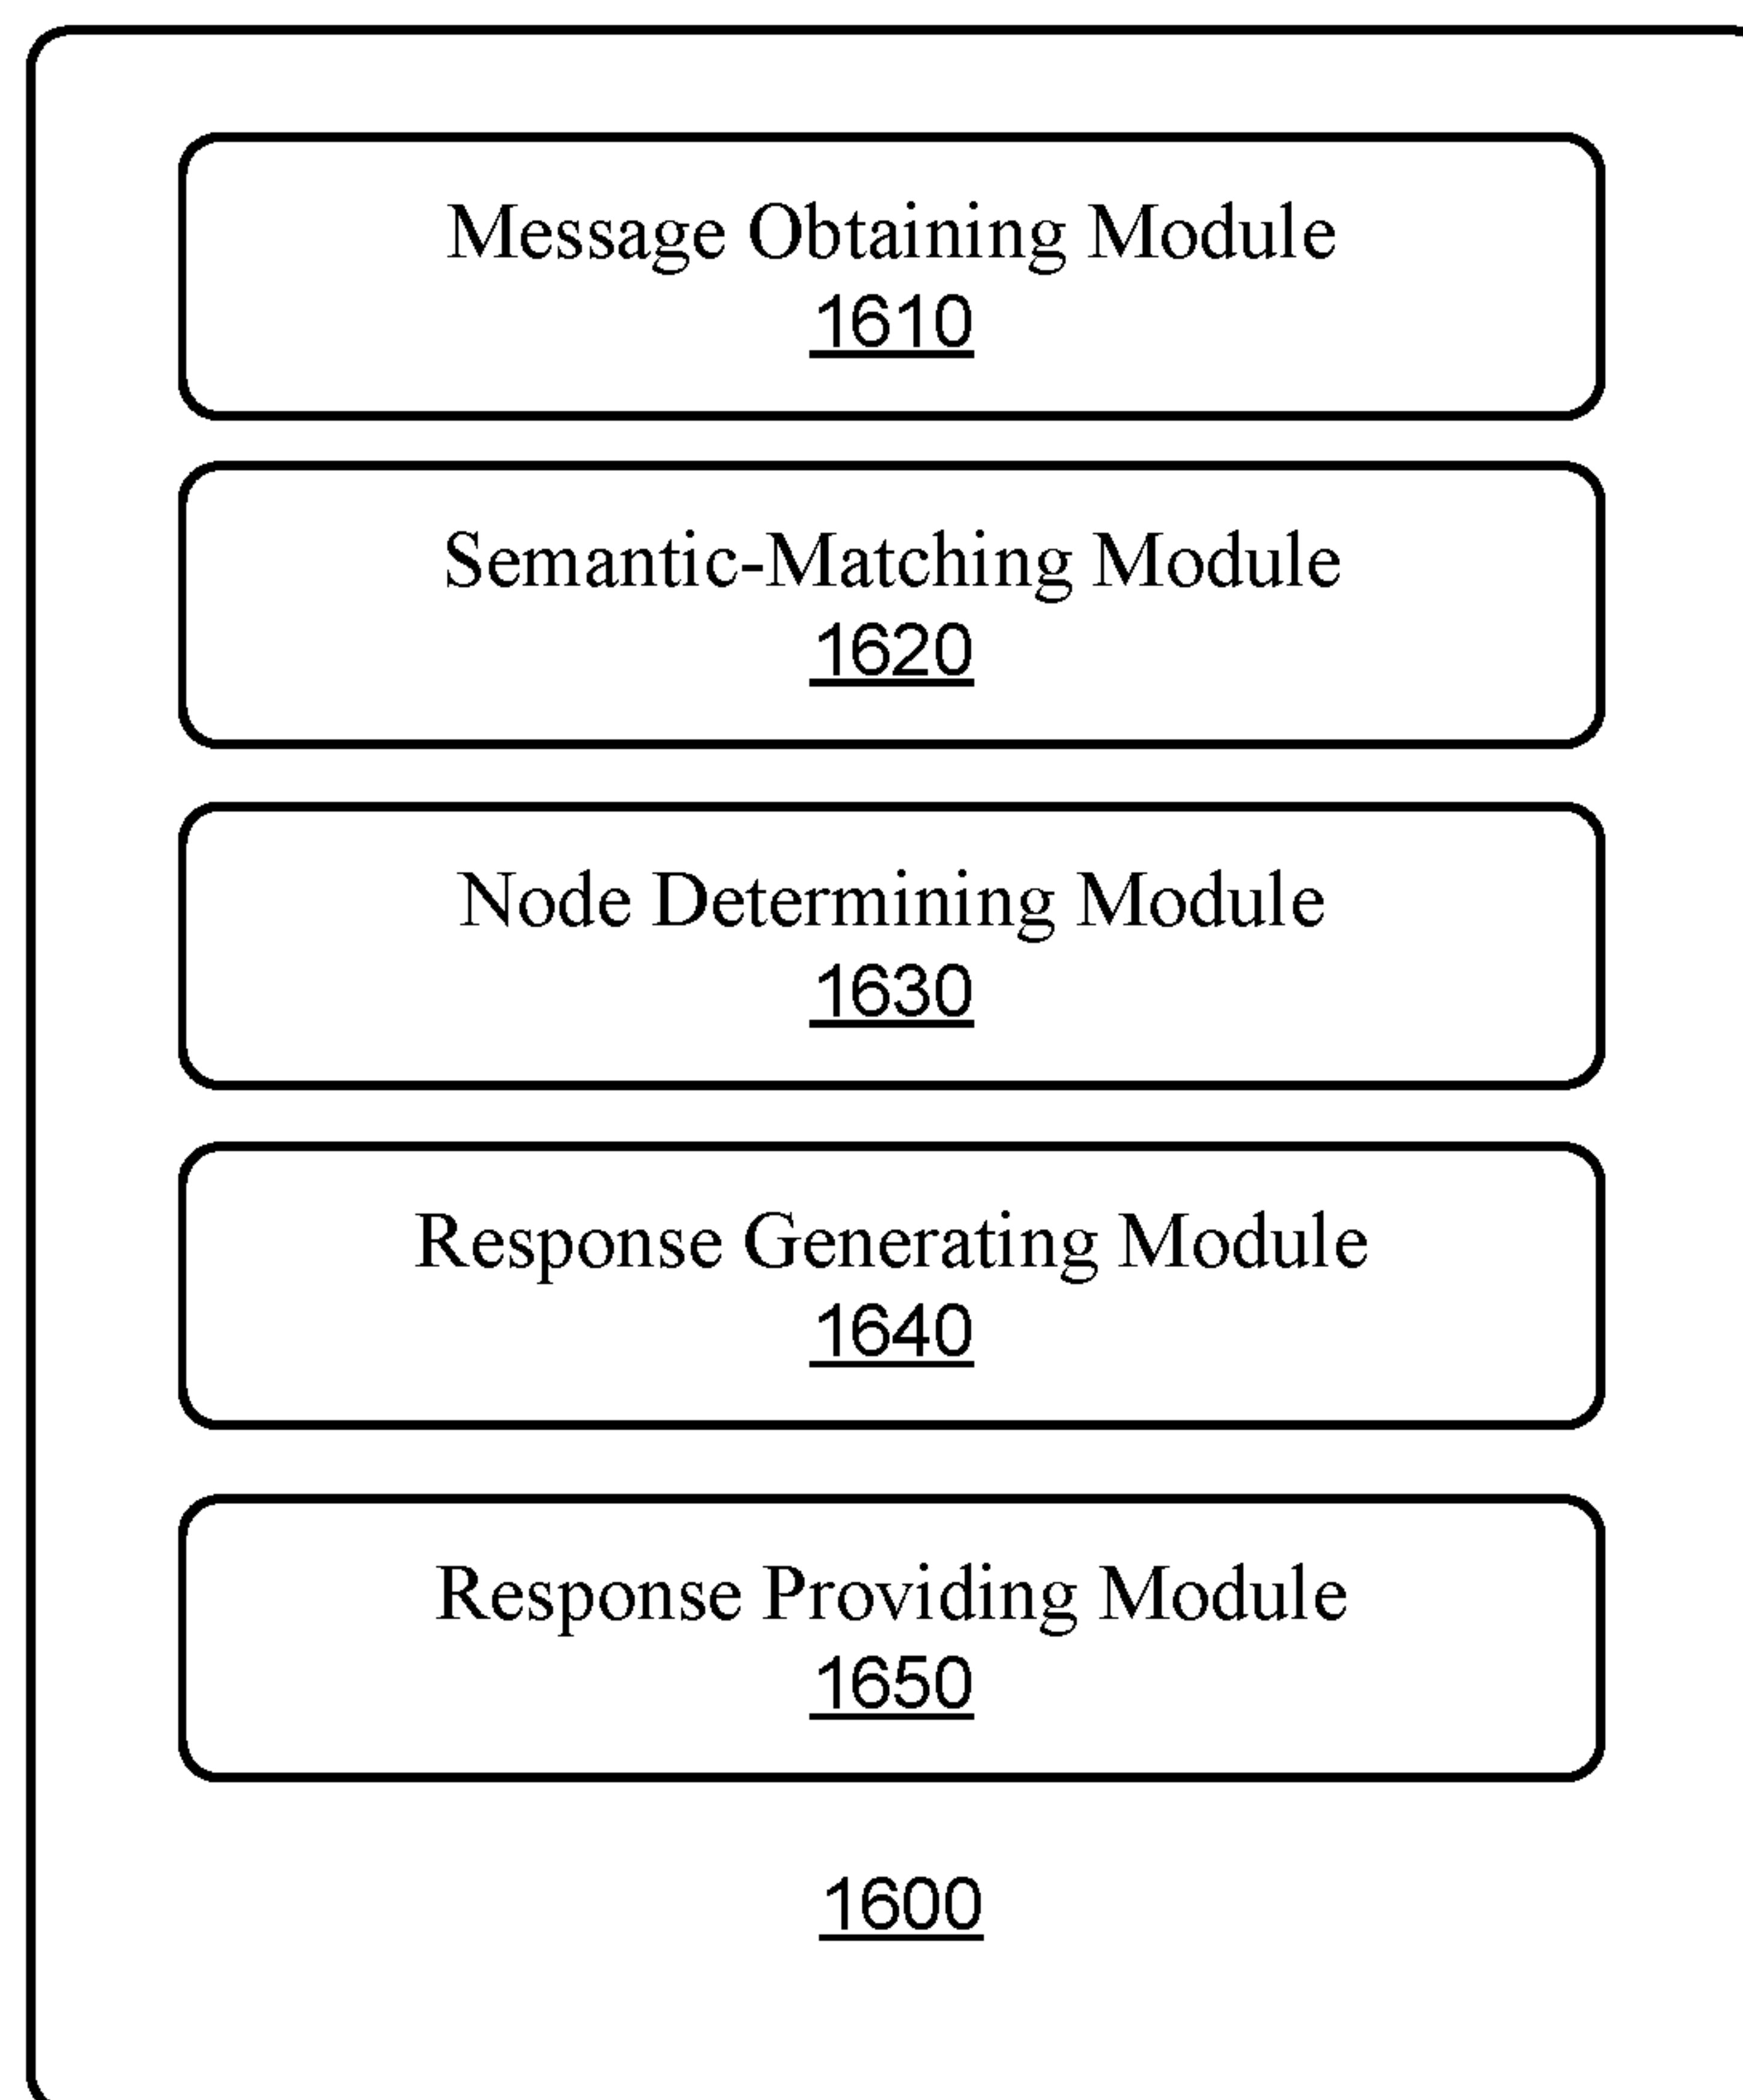 Message Obtaining Module
1610
Semantic-Matching Module
1620
Node Determining Module
1630
Response Generating Module
1640
Response Providing Module
1650
1600